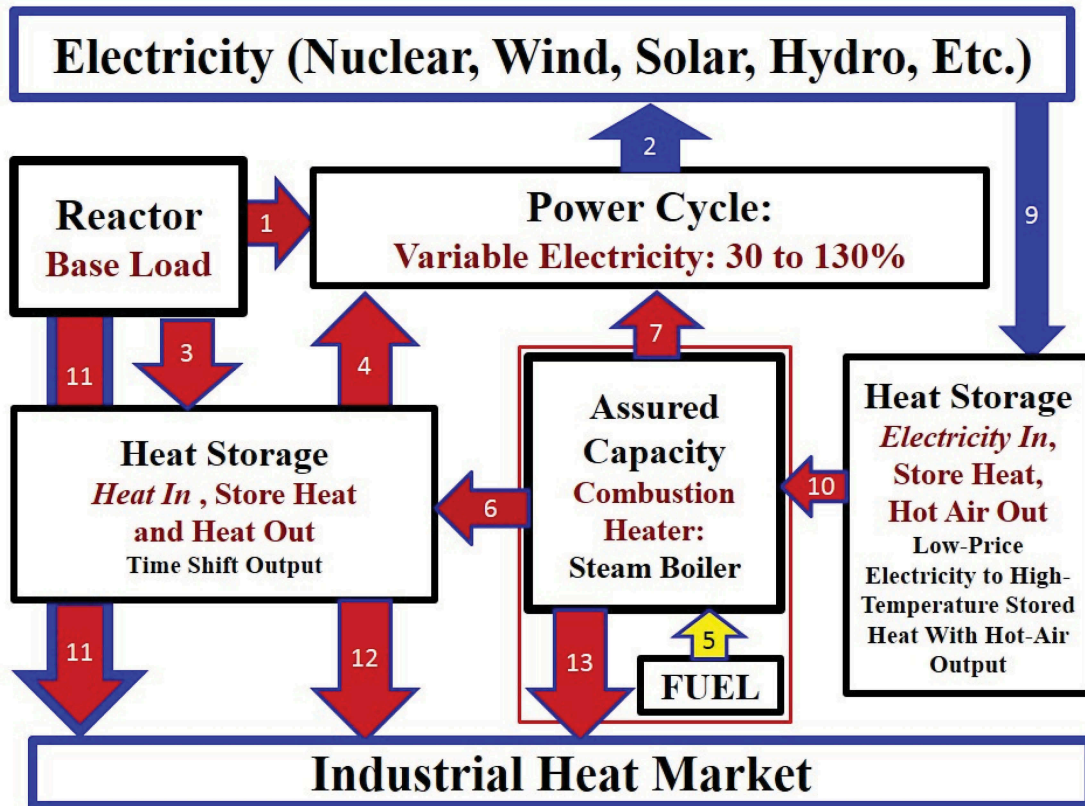 Electricity (Nuclear, Wind, Solar, Hydro, Etc.)
2
9
Reactor
Base Load
1
Power Cycle:
Variable Electricity: 30 to 130%
11
3
4
7
Heat Storage
Heat In , Store Heat
and Heat Out
Time Shift Output
6
Assured
Capacity
Combustion
Heater:
Steam Boiler
10
Heat Storage
Electricity In,
Store Heat,
Hot Air Out
Low-Price
Electricity to High-
Temperature Stored
Heat With Hot-Air
Output
11
12
13
5
FUEL
Industrial Heat Market